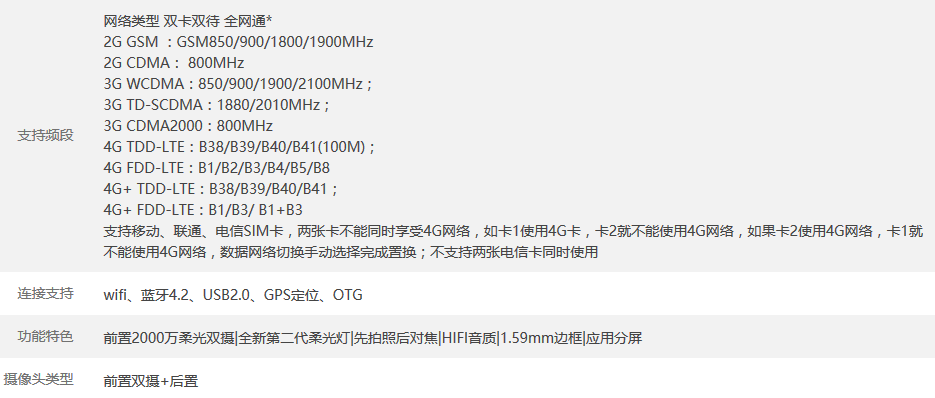 网络类型 双卡双待 全网通*
2G GSM ：GSM850/900/1800/1900MHz
2G CDMA： 800MHz
3G WCDMA：850/900/1900/2100MHz；
3G TD-SCDMA：1880/2010MHz；
支持频段
3G CDMA2000：800MHz
4G TDD-LTE：B38/B39/B40/B41(100M)；
4G FDD-LTE：B1/B2/B3/B4/B5/B8
4G+ TDD-LTE：B38/B39/B40/B41；
4G+ FDD-LTE：B1/B3/ B1+B3
支持移动、联通、电信SIM卡，两张卡不能同时享受4G网络，如卡1使用4G卡，卡2就不能使用4G网络，如果卡2使用4G网络，卡1就
不能使用4G网络，数据网络切换手动选择完成置换；不支持两张电信卡同时使用
连接支持 wifi、蓝牙4.2、USB2.0、GPS定位、OTG
功能特色 前置2000万柔光双摄|全新第二代柔光灯|先拍照后对焦|HIFI音质|1.59mm边框|应用分屏
摄像头类型 前置双摄+后置